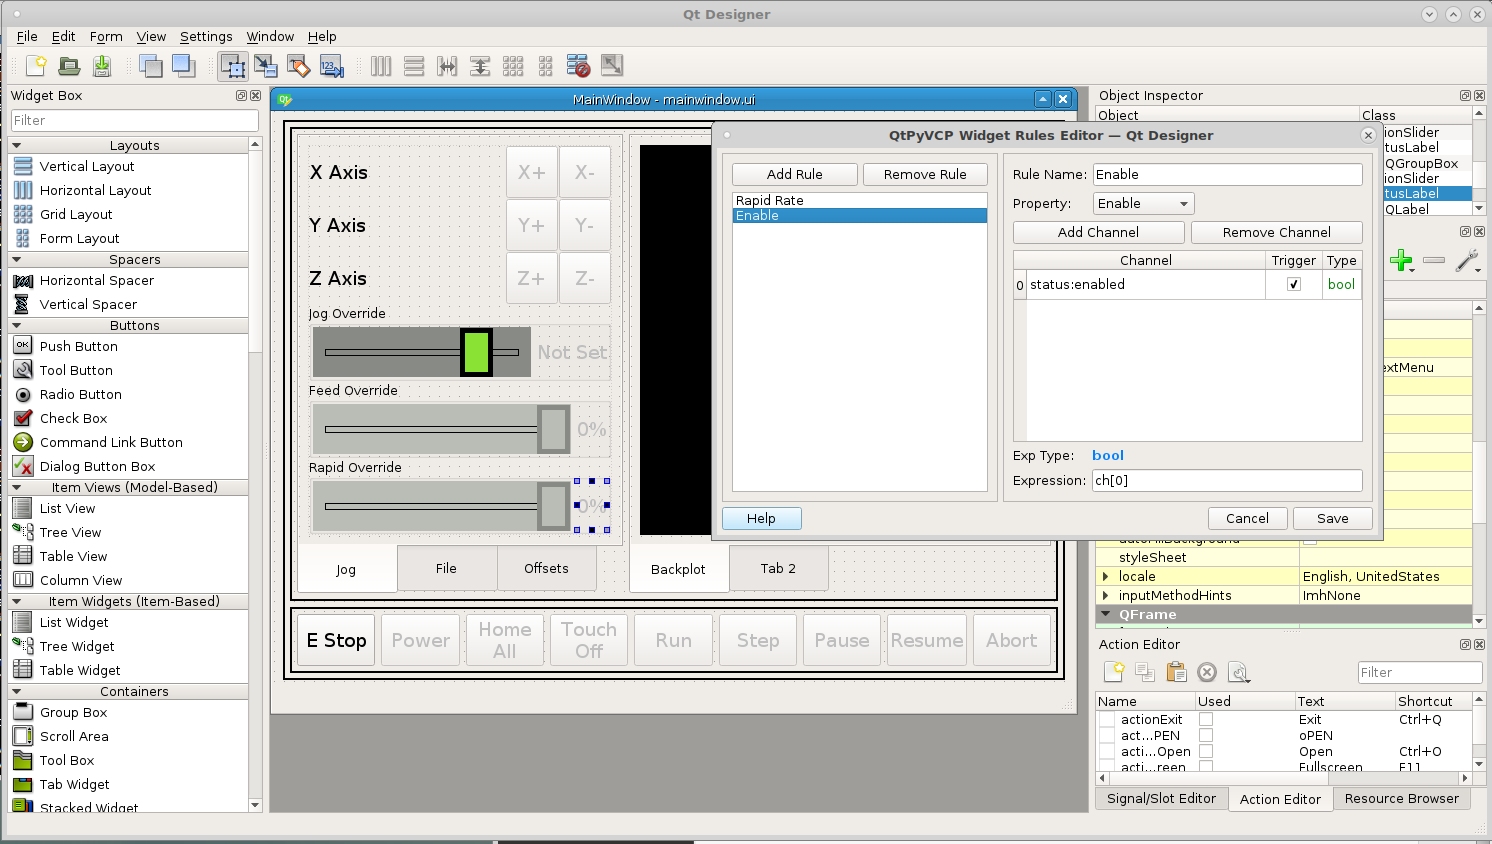 Qt Designer
File Edit Form View Settings Window Help
Widget Box
Filter
Layouts
Vertical Layout
Horizontal Layout
Grid Layout
Form Layout
Spacers
Horizontal Spacer
Vertical Spacer
Buttons
OK Push Button
Tool Button
Radio Button
Check Box
Command Link Button
Dialog Button Box
Item Views (Model-Based)
List View
Tree View
Table View
Column View
Item Widgets (Item-Based)
List Widget
Tree Widget
Table Widget
Containers
Group Box
Scroll Area
Tool Box
Tab Widget
Stacked Widget
MainWindow - mainwindow.ui
X Axis X+ X-
Y Axis Y+ Y-
Z Axis Z+ Z-
Jog Override
Not Set
Feed Override
0%
Rapid Override
0%
Jog File Offsets
Backplot Tab 2
E Stop Power Home All Touch Off Run Step Pause Resume Abort
QtPyVCP Widget Rules Editor — Qt Designer
Add Rule Remove Rule
Rapid Rate
Enable
Rule Name: Enable
Property: Enable
Add Channel Remove Channel
Channel Trigger Type
0 status:enabled bool
Exp Type: bool
Expression: ch[0]
Help Cancel Save
Object Inspector
Object Class
ionSlider
tusLabel
QGroupBox
ionSlider
tusLabel
QLabel
extMenu
autoFillBackground
styleSheet
locale English, UnitedStates
inputMethodHints ImhNone
QFrame
Action Editor
Filter
Name Used Text Shortcut
actionExit Exit Ctrl+Q
act...PEN oPEN
acti...Open Open Ctrl+O
acti...reen Fullscreen F11
Signal/Slot Editor Action Editor Resource Browser